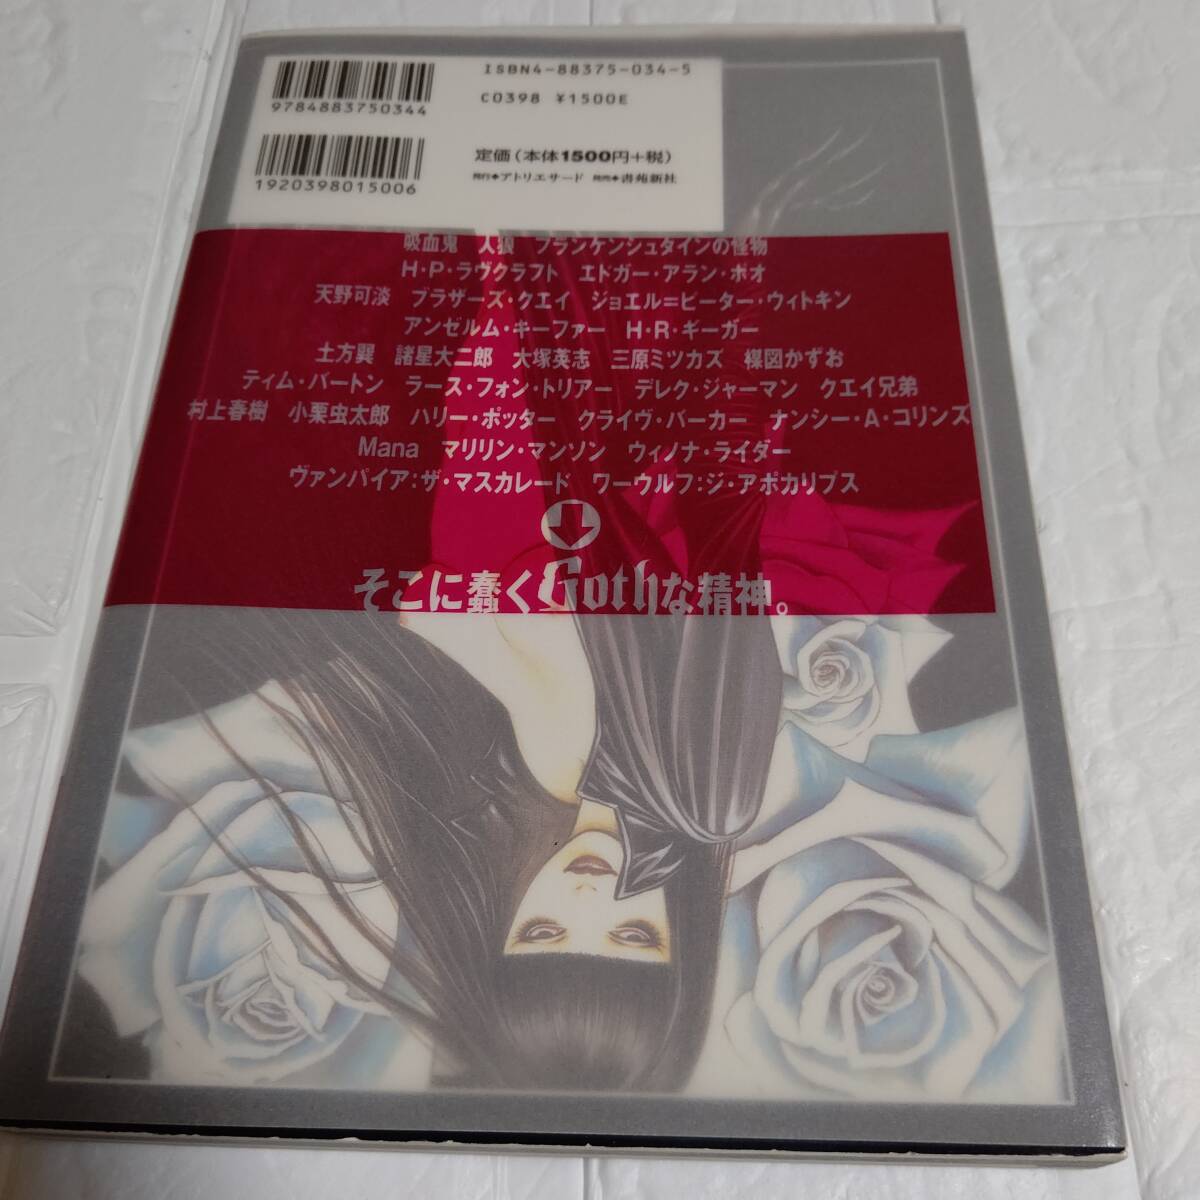 ISBN4-88375-034-5
9784883750344
C0398 ¥1500E
定価(本体1500円+税)
1920398015006
発行◆アトリエサード 発売◆書苑新社
吸血鬼 人狼 フランケンシュタインの怪物
H・P・ラヴクラフト エドガー・アラン・ポオ
天野可淡 ブラザーズ・クエイ ジョエル=ピーター・ウィトキン
アンゼルム・キーファー H・R・ギーガー
土方巽 諸星大二郎 大塚英志 三原ミツカズ 楳図かずお
ティム・バートン ラース・フォン・トリアー デレク・ジャーマン クエイ兄弟
村上春樹 小栗虫太郎 ハリー・ポッター クライヴ・バーカー ナンシー・A・コリンズ
Mana マリリン・マンソン ウィノナ・ライダー
ヴァンパイア:ザ・マスカレード ワーウルフ:ジ・アポカリプス
そこに蠢くGothな精神。